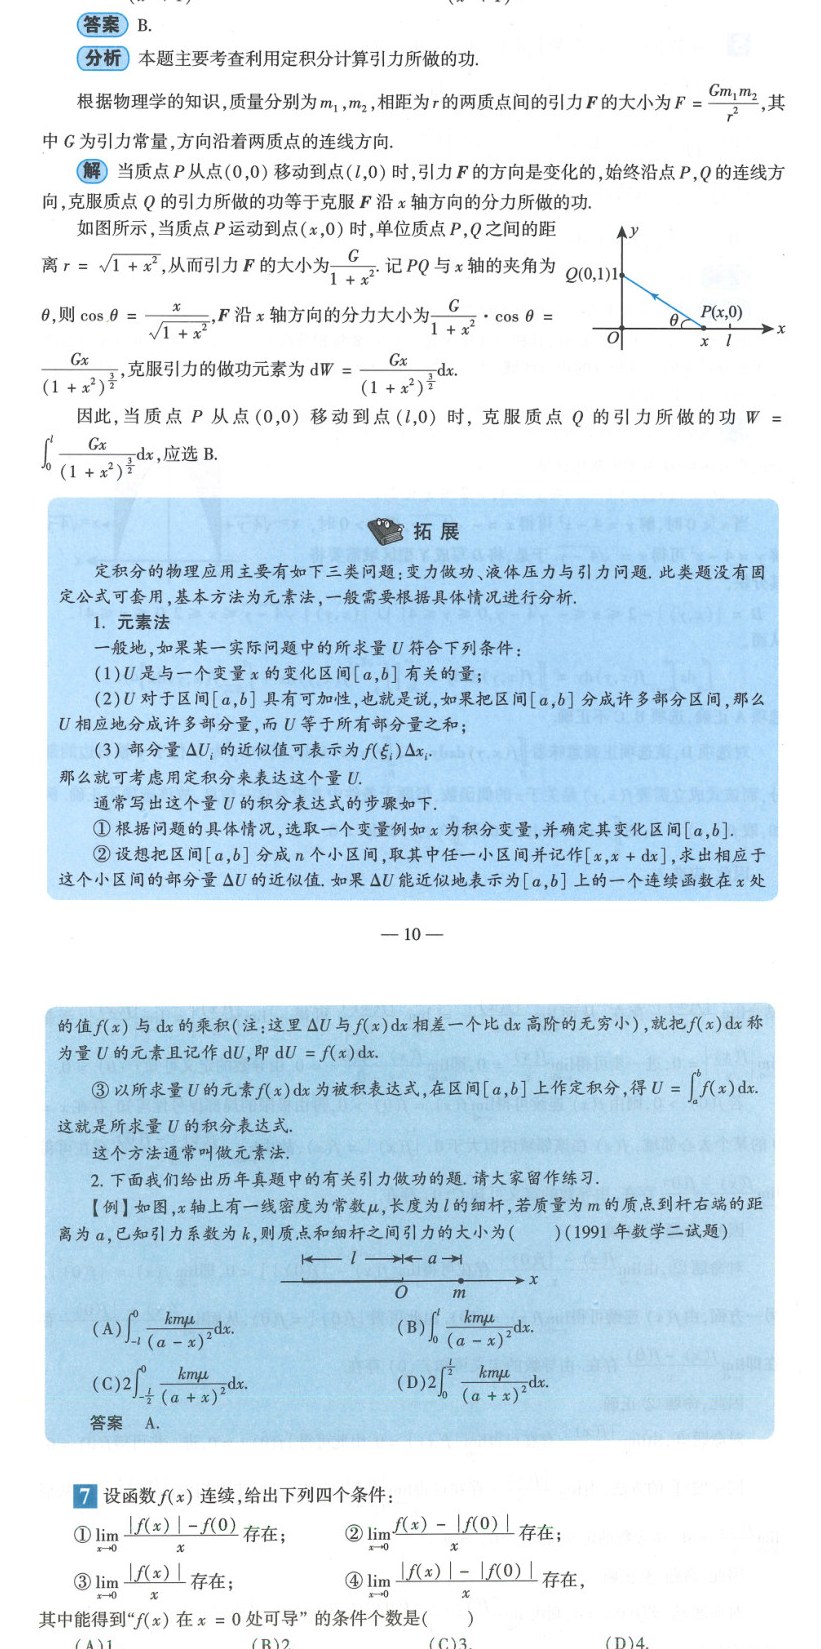 答案 B.
分析 本题主要考查利用定积分计算引力所做的功.
根据物理学的知识,质量分别为m₁,m₂,相距为r的两质点间的引力F的大小为F = Gm₁m₂/r²,其
中G为引力常量,方向沿着两质点的连线方向.
解 当质点P从点(0,0)移动到点(l,0)时,引力F的方向是变化的,始终沿点P,Q的连线方
向,克服质点Q的引力所做的功等于克服F沿x轴方向的分力所做的功.
如图所示,当质点P运动到点(x,0)时,单位质点P,Q之间的距
离r = √(1 + x²),从而引力F的大小为G/(1 + x²).记PQ与x轴的夹角为
θ,则cos θ = x/√(1 + x²),F沿x轴方向的分力大小为G/(1 + x²)·cos θ =
Gx/(1 + x²)^(3/2),克服引力的做功元素为dW = Gx/(1 + x²)^(3/2)dx.
y
Q(0,1)1
θ
P(x,0)
O x l x
因此,当质点P从点(0,0)移动到点(l,0)时,克服质点Q的引力所做的功W =
∫₀^l Gx/(1 + x²)^(3/2)dx,应选B.
拓展
定积分的物理应用主要有如下三类问题:变力做功、液体压力与引力问题.此类题没有固
定公式可套用,基本方法为元素法,一般需要根据具体情况进行分析.
1. 元素法
一般地,如果某一实际问题中的所求量U符合下列条件:
(1)U是与一个变量x的变化区间[a,b]有关的量;
(2)U对于区间[a,b]具有可加性,也就是说,如果把区间[a,b]分成许多部分区间,那么
U相应地分成许多部分量,而U等于所有部分量之和;
(3)部分量ΔUᵢ的近似值可表示为f(ξᵢ)Δxᵢ.
那么就可考虑用定积分来表达这个量U.
通常写出这个量U的积分表达式的步骤如下.
①根据问题的具体情况,选取一个变量例如x为积分变量,并确定其变化区间[a,b].
②设想把区间[a,b]分成n个小区间,取其中任一小区间并记作[x,x + dx],求出相应于
这个小区间的部分量ΔU的近似值.如果ΔU能近似地表示为[a,b]上的一个连续函数在x处
— 10 —
的值f(x)与dx的乘积(注:这里ΔU与f(x)dx相差一个比dx高阶的无穷小),就把f(x)dx称
为量U的元素且记作dU,即dU = f(x)dx.
③以所求量U的元素f(x)dx为被积表达式,在区间[a,b]上作定积分,得U = ∫ₐᵇ f(x)dx.
这就是所求量U的积分表达式.
这个方法通常叫做元素法.
2. 下面我们给出历年真题中的有关引力做功的题.请大家留作练习.
【例】如图,x轴上有一线密度为常数μ,长度为l的细杆,若质量为m的质点到杆右端的距
离为a,已知引力系数为k,则质点和细杆之间引力的大小为( )(1991年数学二试题)
l a
x
O m
(A)∫₋ₗ⁰ kmμ/(a − x)²dx. (B)∫₀^l kmμ/(a − x)²dx.
(C)2∫_(−l/2)^0 kmμ/(a + x)²dx. (D)2∫₀^(l/2) kmμ/(a + x)²dx.
答案 A.
7 设函数f(x)连续,给出下列四个条件:
①lim_(x→0) (|f(x)| − f(0))/x 存在; ②lim_(x→0) (f(x) − |f(0)|)/x 存在;
③lim_(x→0) |f(x)|/x 存在; ④lim_(x→0) (|f(x)| − |f(0)|)/x 存在,
其中能得到“f(x)在x = 0处可导”的条件个数是( )
(A)1. (B)2. (C)3. (D)4.